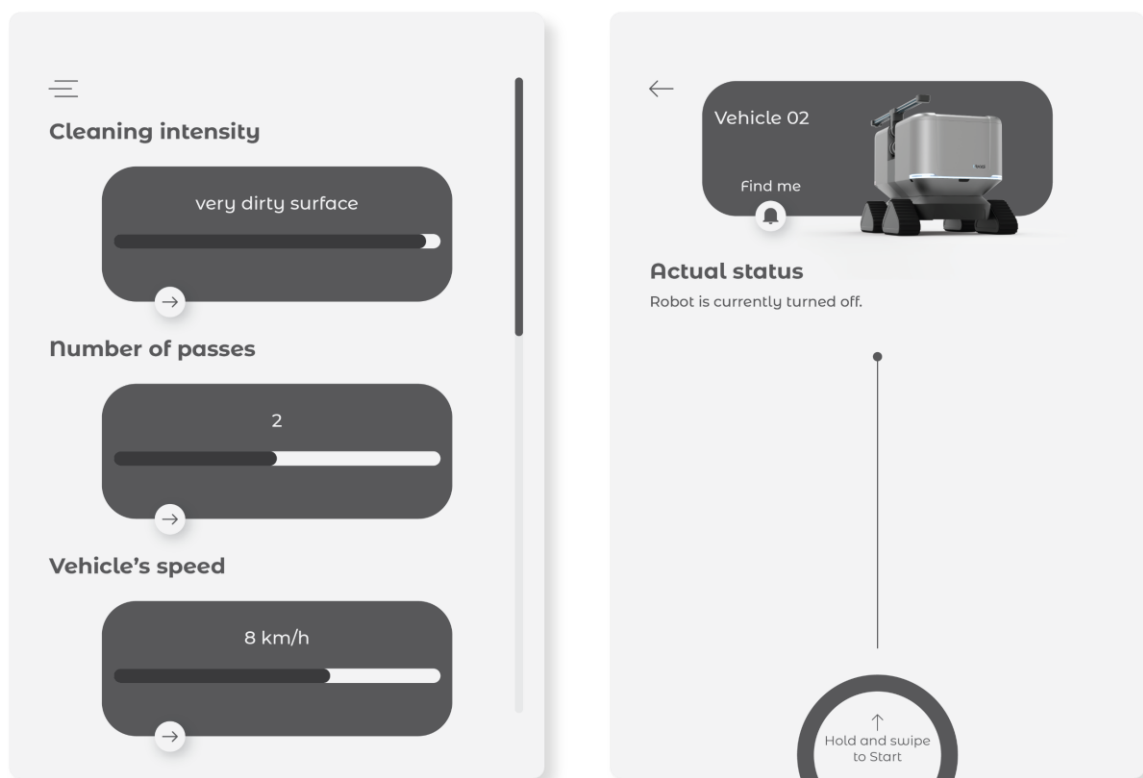 Cleaning intensity
very dirty surface
Number of passes
2
Vehicle's speed
8 km/h
Vehicle 02
Find me
Actual status
Robot is currently turned off.
Hold and swipe
to Start